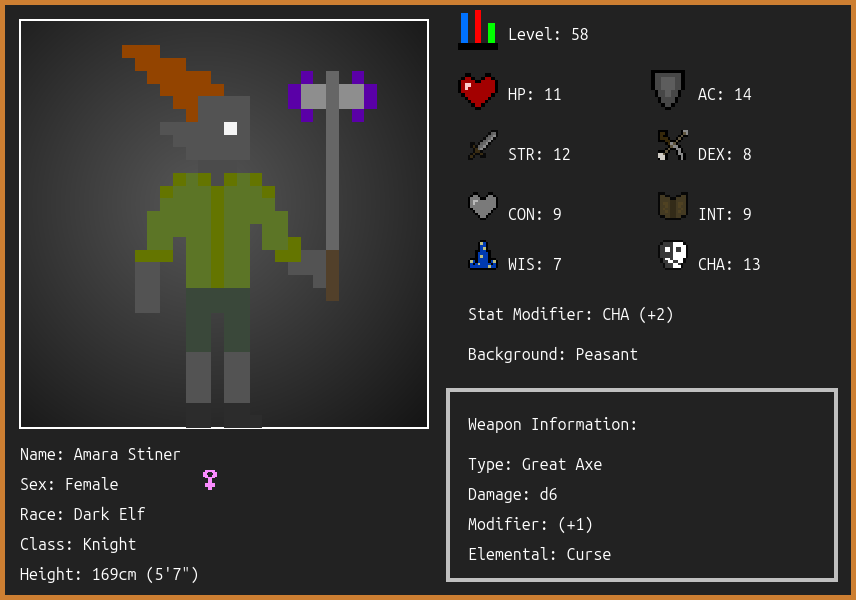 Level: 58
HP: 11
AC: 14
STR: 12
DEX: 8
CON: 9
INT: 9
WIS: 7
CHA: 13
Stat Modifier: CHA (+2)
Background: Peasant
Weapon Information:
Type: Great Axe
Damage: d6
Modifier: (+1)
Elemental: Curse
Name: Amara Stiner
Sex: Female
Race: Dark Elf
Class: Knight
Height: 169cm (5'7")